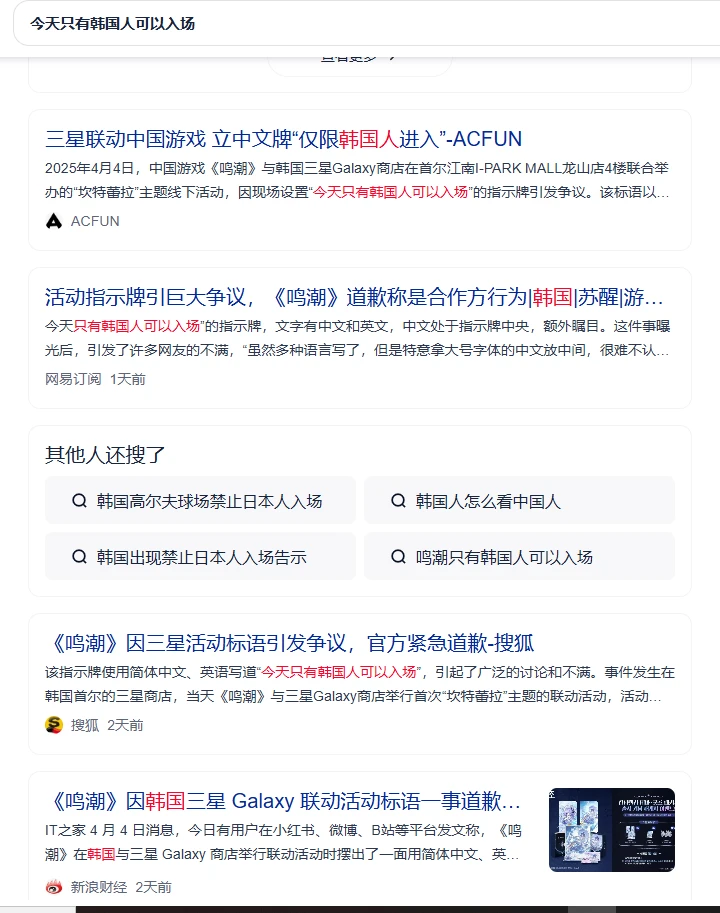 今天只有韩国人可以入场
查看更多
三星联动中国游戏 立中文牌“仅限韩国人进入”-ACFUN
2025年4月4日，中国游戏《鸣潮》与韩国三星Galaxy商店在首尔江南I-PARK MALL龙山店4楼联合举
办的“坎特蕾拉”主题线下活动，因现场设置“今天只有韩国人可以入场”的指示牌引发争议。该标语以...
ACFUN
活动指示牌引巨大争议，《鸣潮》道歉称是合作方行为|韩国|苏醒|游...
今天只有韩国人可以入场”的指示牌，文字有中文和英文，中文处于指示牌中央，额外瞩目。这件事曝
光后，引发了许多网友的不满，“虽然多种语言写了，但是特意拿大号字体的中文放中间，很难不认...
网易订阅 1天前
其他人还搜了
韩国高尔夫球场禁止日本人入场
韩国人怎么看中国人
韩国出现禁止日本人入场告示
鸣潮只有韩国人可以入场
《鸣潮》因三星活动标语引发争议，官方紧急道歉-搜狐
该指示牌使用简体中文、英语写道“今天只有韩国人可以入场”，引起了广泛的讨论和不满。事件发生在
韩国首尔的三星商店，当天《鸣潮》与三星Galaxy商店举行首次“坎特蕾拉”主题的联动活动，活动...
搜狐 2天前
《鸣潮》因韩国三星 Galaxy 联动活动标语一事道歉...
IT之家 4 月 4 日消息，今日有用户在小红书、微博、B站等平台发文称，《鸣
潮》在韩国与三星 Galaxy 商店举行联动活动时摆出了一面用简体中文、英...
新浪财经 2天前